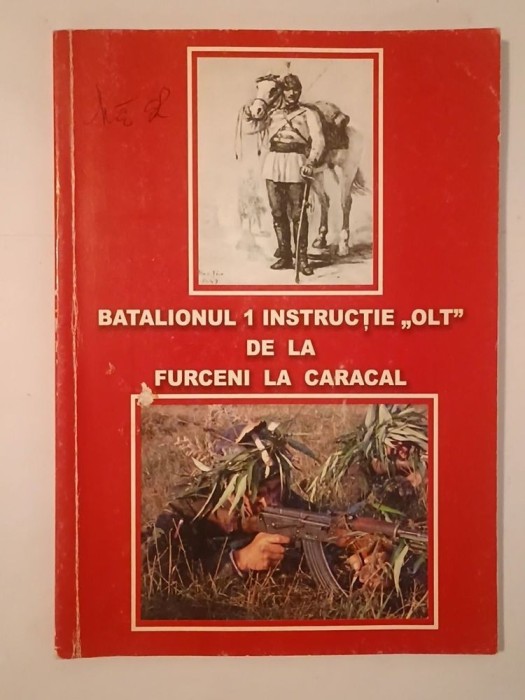 BATALIONUL 1 INSTRUCȚIE „OLT”
DE LA
FURCENI LA CARACAL